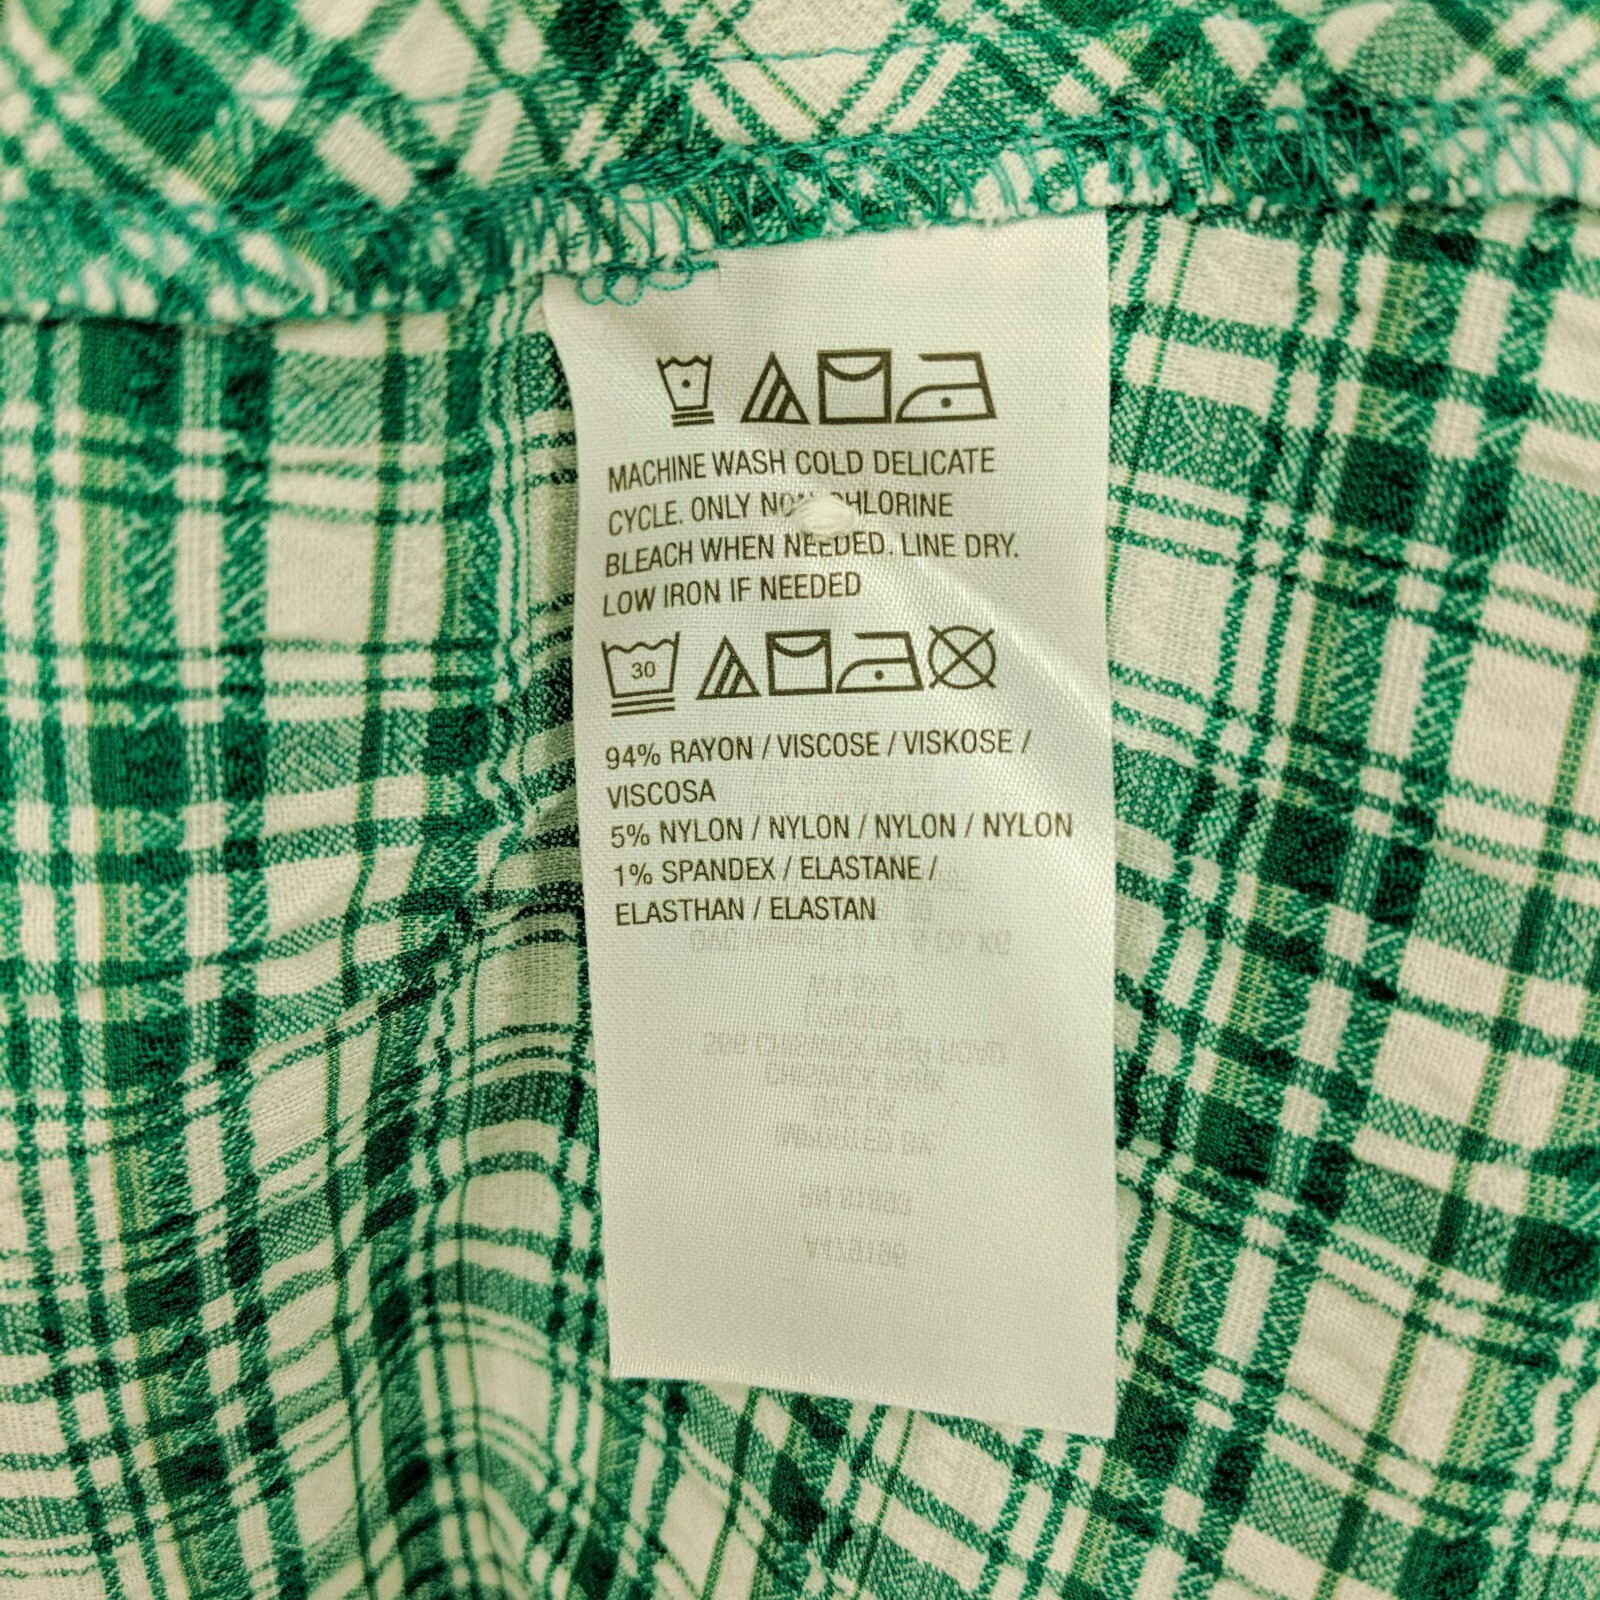 MACHINE WASH COLD DELICATE
CYCLE. ONLY NON-CHLORINE
BLEACH WHEN NEEDED. LINE DRY.
LOW IRON IF NEEDED
30
94% RAYON / VISCOSE / VISKOSE /
VISCOSA
5% NYLON / NYLON / NYLON / NYLON
1% SPANDEX / ELASTANE /
ELASTHAN / ELASTAN